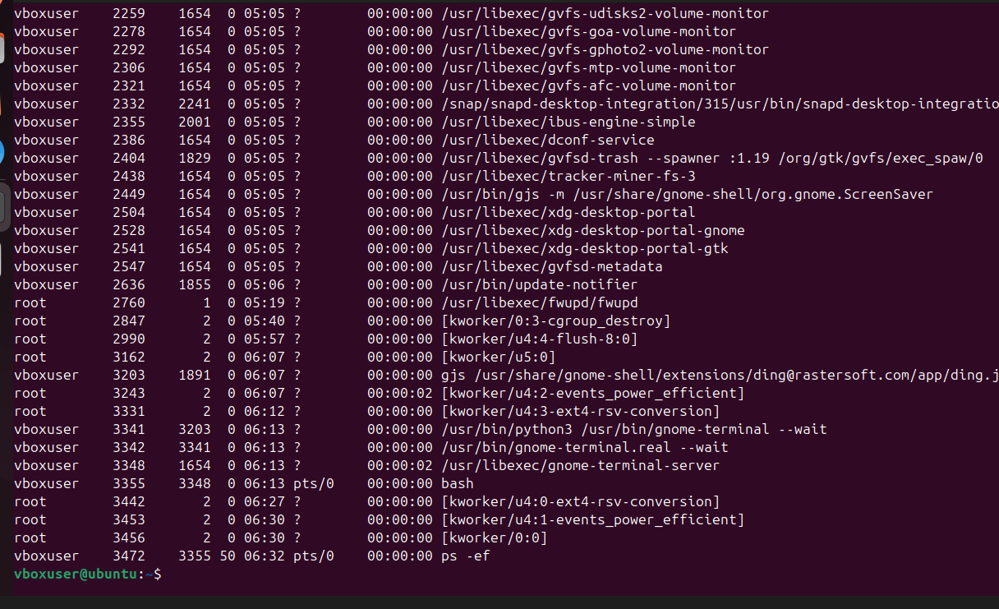 vboxuser    2259    1654  0 05:05 ?        00:00:00 /usr/libexec/gvfs-udisks2-volume-monitor
vboxuser    2278    1654  0 05:05 ?        00:00:00 /usr/libexec/gvfs-goa-volume-monitor
vboxuser    2292    1654  0 05:05 ?        00:00:00 /usr/libexec/gvfs-gphoto2-volume-monitor
vboxuser    2306    1654  0 05:05 ?        00:00:00 /usr/libexec/gvfs-mtp-volume-monitor
vboxuser    2321    1654  0 05:05 ?        00:00:00 /usr/libexec/gvfs-afc-volume-monitor
vboxuser    2332    2241  0 05:05 ?        00:00:00 /snap/snapd-desktop-integration/315/usr/bin/snapd-desktop-integratio
vboxuser    2355    2001  0 05:05 ?        00:00:00 /usr/libexec/ibus-engine-simple
vboxuser    2386    1654  0 05:05 ?        00:00:00 /usr/libexec/dconf-service
vboxuser    2404    1829  0 05:05 ?        00:00:00 /usr/libexec/gvfsd-trash --spawner :1.19 /org/gtk/gvfs/exec_spaw/0
vboxuser    2438    1654  0 05:05 ?        00:00:00 /usr/libexec/tracker-miner-fs-3
vboxuser    2449    1654  0 05:05 ?        00:00:00 /usr/bin/gjs -m /usr/share/gnome-shell/org.gnome.ScreenSaver
vboxuser    2504    1654  0 05:05 ?        00:00:00 /usr/libexec/xdg-desktop-portal
vboxuser    2528    1654  0 05:05 ?        00:00:00 /usr/libexec/xdg-desktop-portal-gnome
vboxuser    2541    1654  0 05:05 ?        00:00:00 /usr/libexec/xdg-desktop-portal-gtk
vboxuser    2547    1654  0 05:05 ?        00:00:00 /usr/libexec/gvfsd-metadata
vboxuser    2636    1855  0 05:06 ?        00:00:00 /usr/bin/update-notifier
root        2760       1  0 05:19 ?        00:00:00 /usr/libexec/fwupd/fwupd
root        2847       2  0 05:40 ?        00:00:00 [kworker/0:3-cgroup_destroy]
root        2990       2  0 05:57 ?        00:00:00 [kworker/u4:4-flush-8:0]
root        3162       2  0 06:07 ?        00:00:00 [kworker/u5:0]
vboxuser    3203    1891  0 06:07 ?        00:00:00 gjs /usr/share/gnome-shell/extensions/ding@rastersoft.com/app/ding.j
root        3243       2  0 06:07 ?        00:00:02 [kworker/u4:2-events_power_efficient]
root        3331       2  0 06:12 ?        00:00:00 [kworker/u4:3-ext4-rsv-conversion]
vboxuser    3341    3203  0 06:13 ?        00:00:00 /usr/bin/python3 /usr/bin/gnome-terminal --wait
vboxuser    3342    3341  0 06:13 ?        00:00:00 /usr/bin/gnome-terminal.real --wait
vboxuser    3348    1654  0 06:13 ?        00:00:02 /usr/libexec/gnome-terminal-server
vboxuser    3355    3348  0 06:13 pts/0    00:00:00 bash
root        3442       2  0 06:27 ?        00:00:00 [kworker/u4:0-ext4-rsv-conversion]
root        3453       2  0 06:30 ?        00:00:00 [kworker/u4:1-events_power_efficient]
root        3456       2  0 06:30 ?        00:00:00 [kworker/0:0]
vboxuser    3472    3355 50 06:32 pts/0    00:00:00 ps -ef
vboxuser@ubuntu:~$